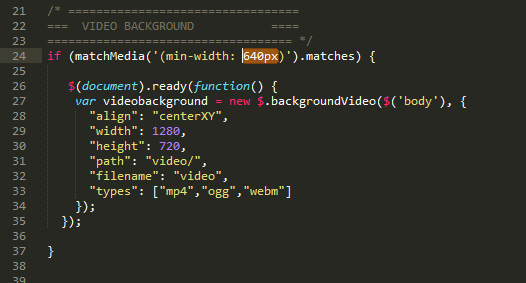 21 /* =================================
22 ===  VIDEO BACKGROUND           ====
23 =================================== */
24 if (matchMedia('(min-width: 640px)').matches) {
25
26   $(document).ready(function() {
27    var videobackground = new $.backgroundVideo($('body'), {
28      "align": "centerXY",
29      "width": 1280,
30      "height": 720,
31      "path": "video/",
32      "filename": "video",
33      "types": ["mp4","ogg","webm"]
34    });
35  });
36
37 }
38
39